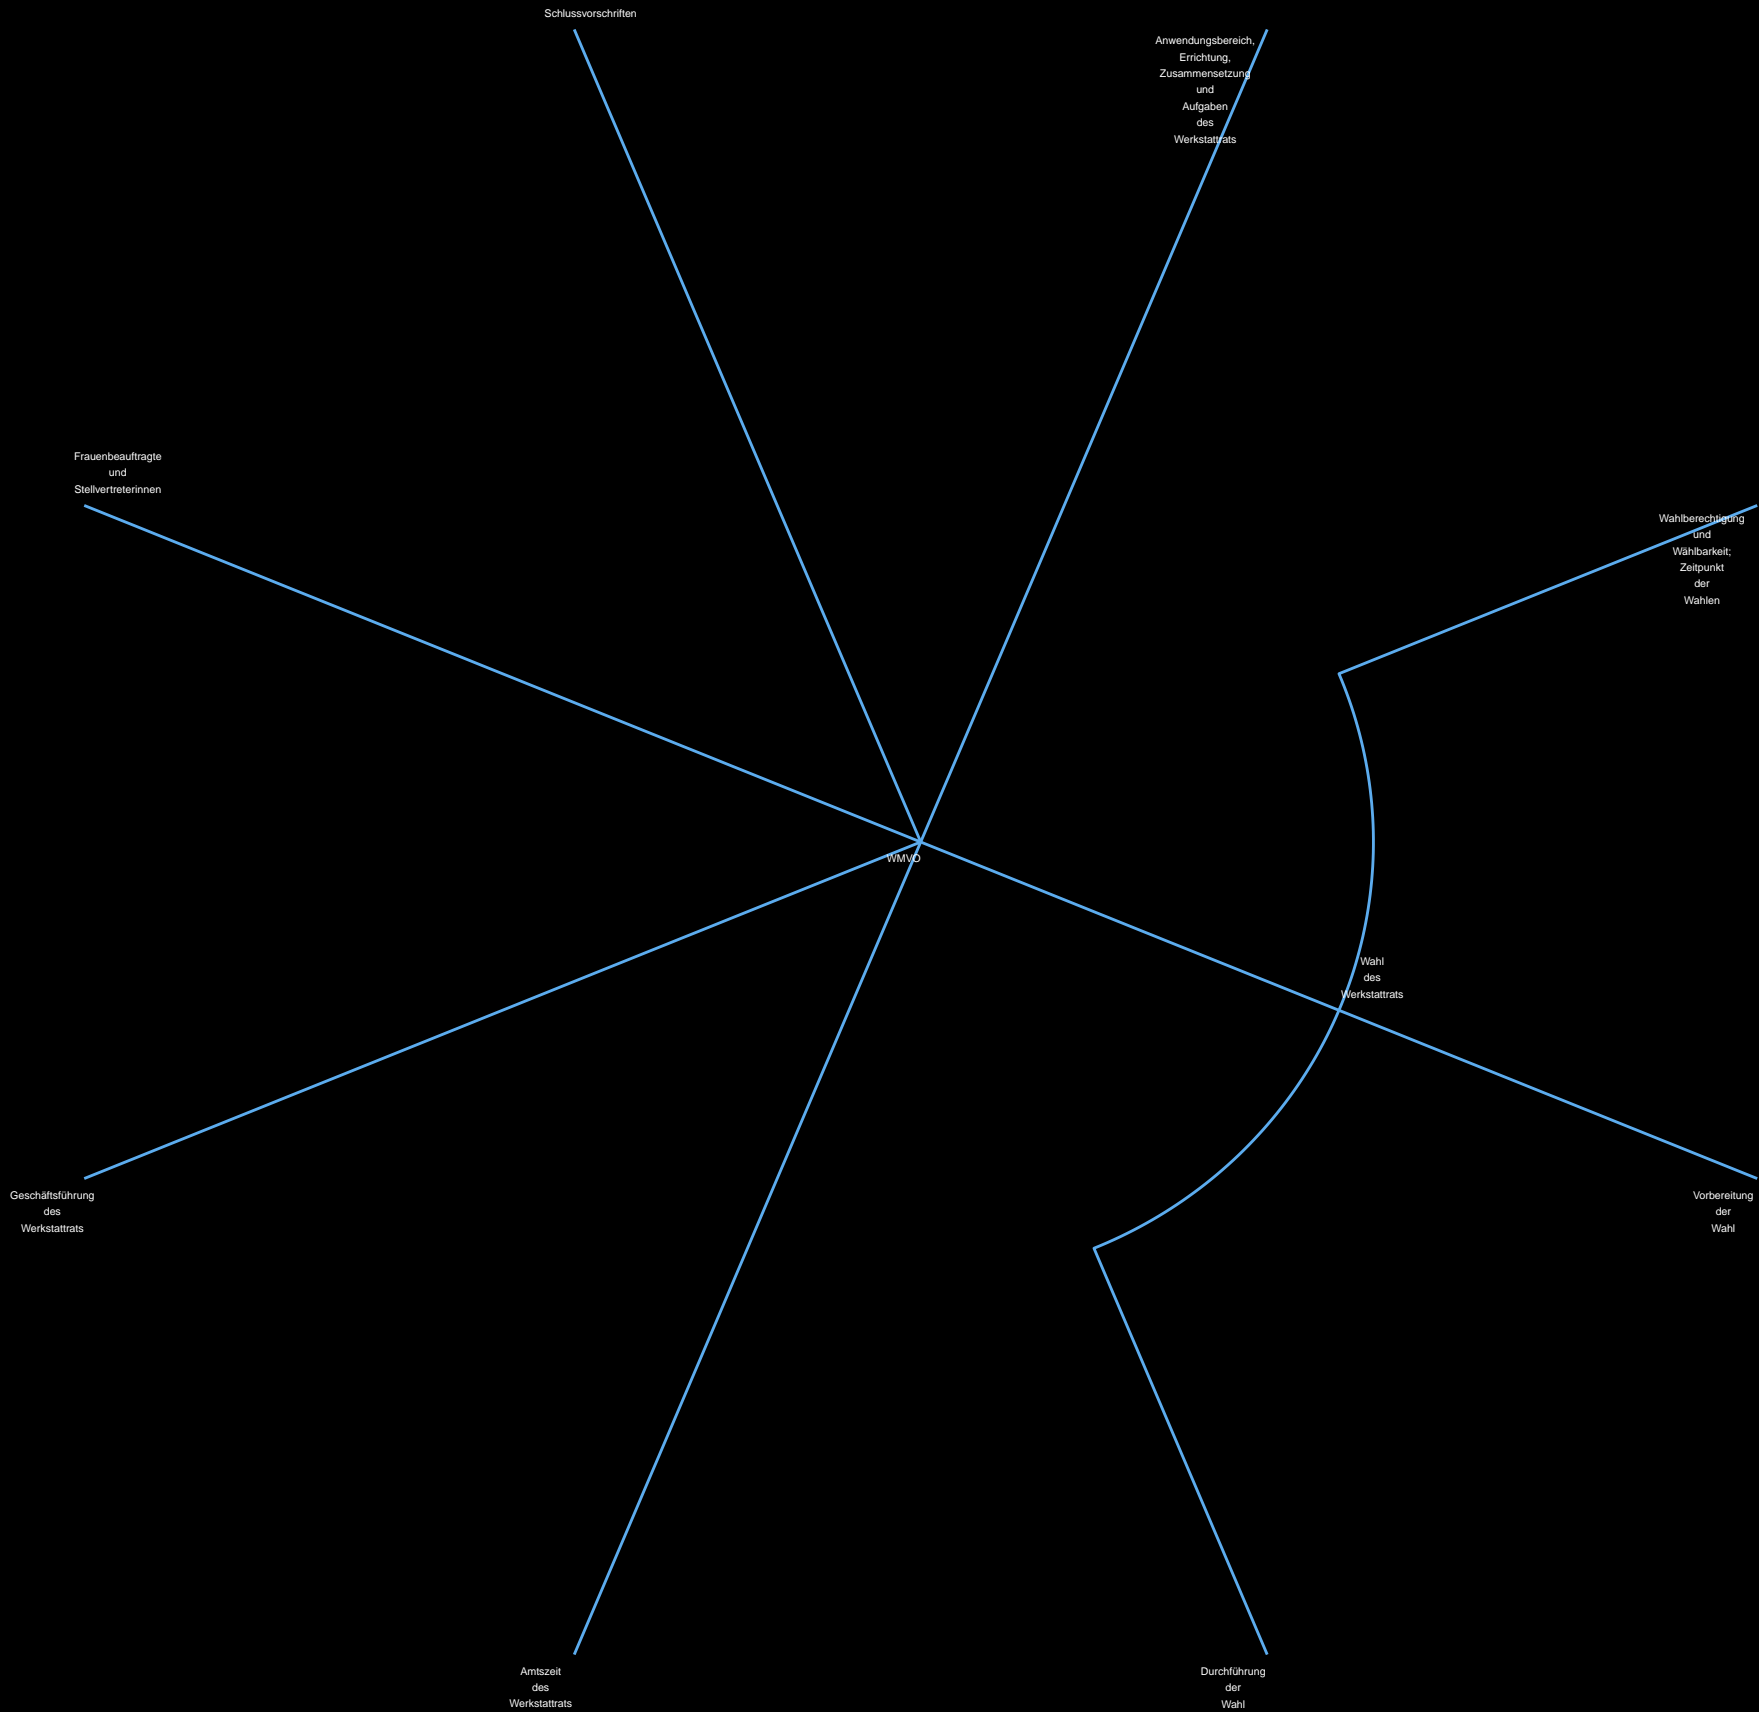 Schlussvorschriften
Anwendungsbereich,
Errichtung,
Zusammensetzung
und
Aufgaben
des
Werkstattrats
Frauenbeauftragte
und
Stellvertreterinnen
Wahlberechtigung
und
Wählbarkeit;
Zeitpunkt
der
Wahlen
WMVO
Wahl
des
Werkstattrats
Geschäftsführung
des
Werkstattrats
Vorbereitung
der
Wahl
Amtszeit
des
Werkstattrats
Durchführung
der
Wahl